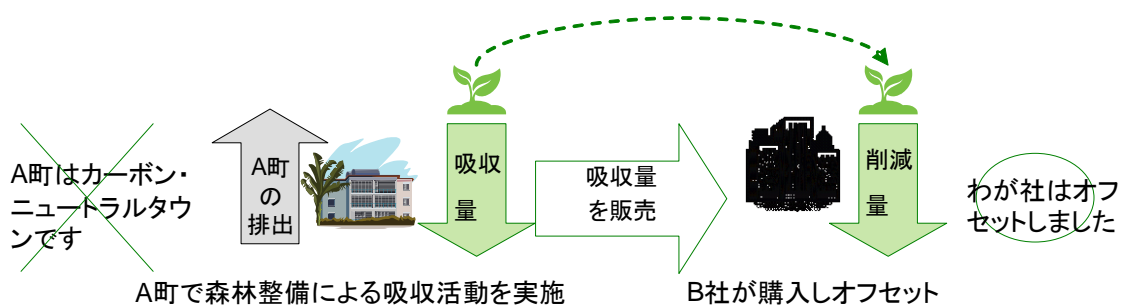 A町はカーボン・
ニュートラルタウ
ンです
A町
の
排出
吸収
量
吸収量
を販売
削減
量
わが社はオフ
セットしました
A町で森林整備による吸収活動を実施
B社が購入しオフセット